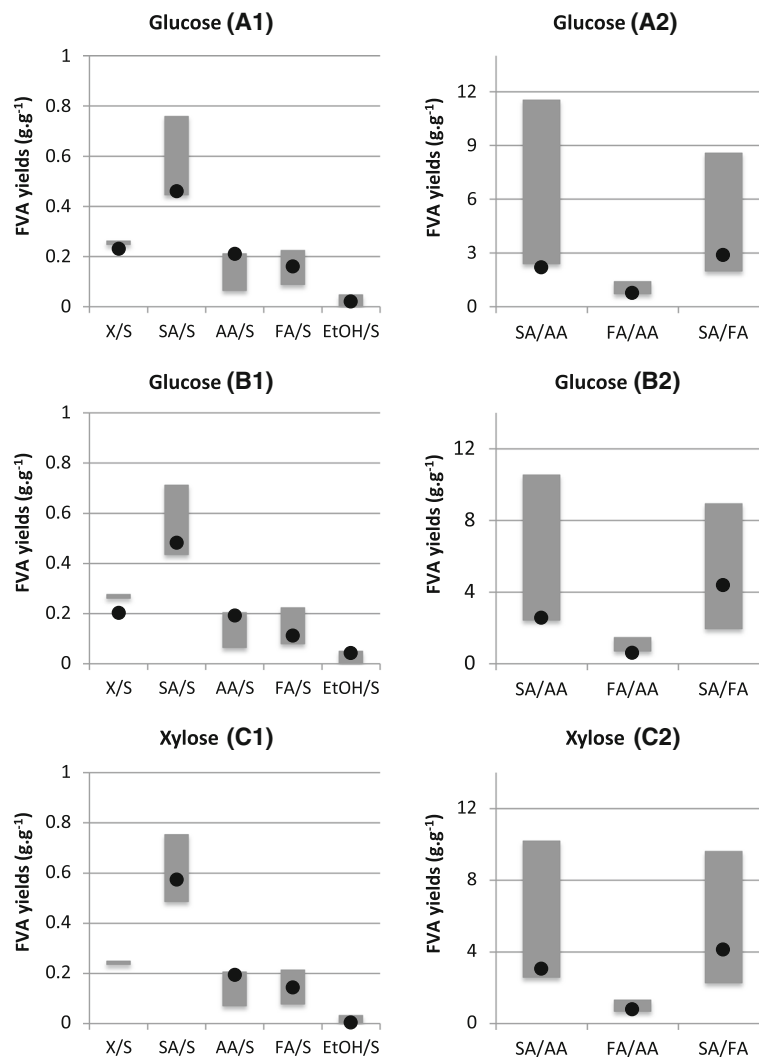 Glucose (A1)
FVA yields (g.g⁻¹)
1
0.8
0.6
0.4
0.2
0
X/S SA/S AA/S FA/S EtOH/S
Glucose (A2)
FVA yields (g.g⁻¹)
12
9
6
3
0
SA/AA FA/AA SA/FA
Glucose (B1)
FVA yields (g.g⁻¹)
1
0.8
0.6
0.4
0.2
0
X/S SA/S AA/S FA/S EtOH/S
Glucose (B2)
FVA yields (g.g⁻¹)
12
8
4
0
SA/AA FA/AA SA/FA
Xylose (C1)
FVA yields (g.g⁻¹)
1
0.8
0.6
0.4
0.2
0
X/S SA/S AA/S FA/S EtOH/S
Xylose (C2)
FVA yields (g.g⁻¹)
12
8
4
0
SA/AA FA/AA SA/FA